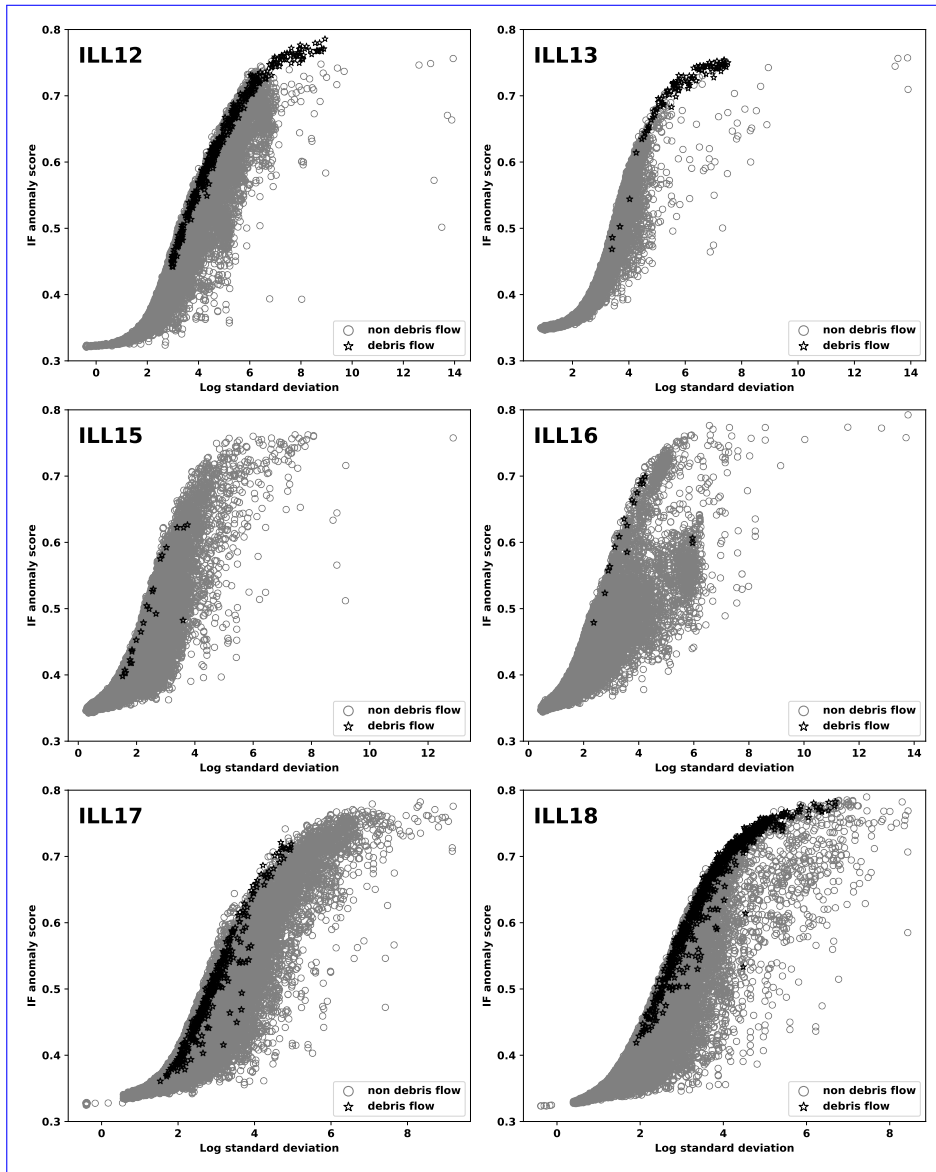 ILL12
0.8
0.7
0.6
0.5
0.4
0.3
IF anomaly score
0 2 4 6 8 10 12 14
Log standard deviation
non debris flow
debris flow
ILL13
0.8
0.7
0.6
0.5
0.4
0.3
IF anomaly score
2 4 6 8 10 12 14
Log standard deviation
non debris flow
debris flow
ILL15
0.8
0.7
0.6
0.5
0.4
0.3
IF anomaly score
0 2 4 6 8 10 12
Log standard deviation
non debris flow
debris flow
ILL16
0.8
0.7
0.6
0.5
0.4
0.3
IF anomaly score
0 2 4 6 8 10 12 14
Log standard deviation
non debris flow
debris flow
ILL17
0.8
0.7
0.6
0.5
0.4
0.3
IF anomaly score
0 2 4 6 8
Log standard deviation
non debris flow
debris flow
ILL18
0.8
0.7
0.6
0.5
0.4
0.3
IF anomaly score
0 2 4 6 8
Log standard deviation
non debris flow
debris flow